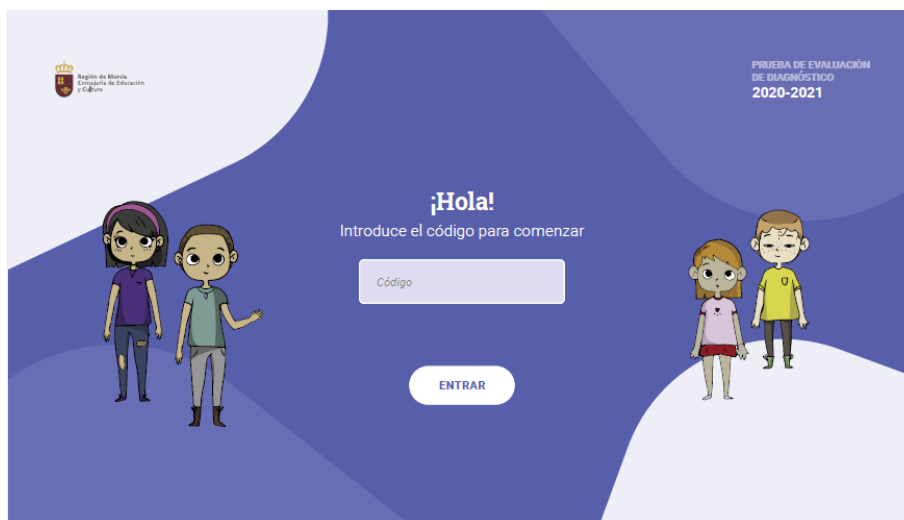 Región de Murcia
Consejería de Educación
y Cultura
PRUEBA DE EVALUACIÓN
DE DIAGNÓSTICO
2020-2021
¡Hola!
Introduce el código para comenzar
Código
ENTRAR